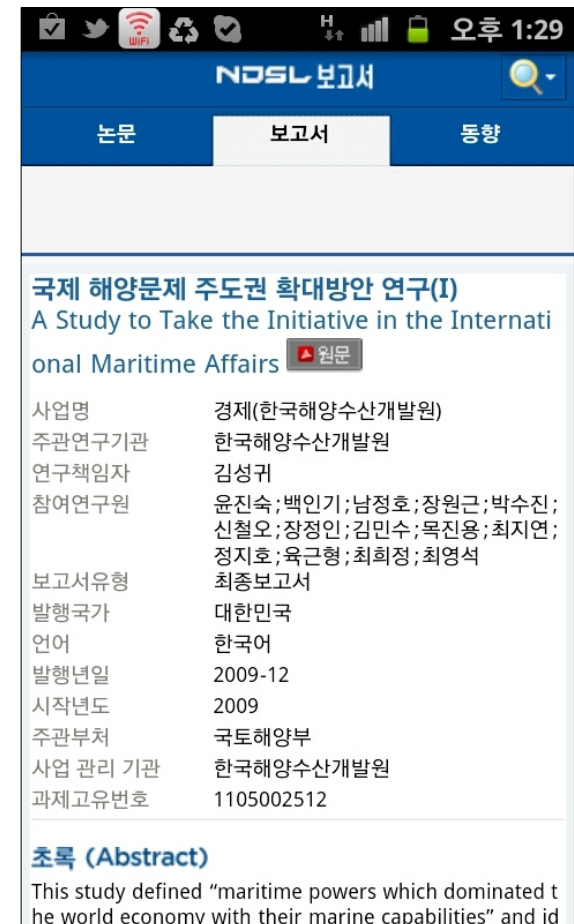 WiFi H 오후 1:29
NDSL 보고서
논문 보고서 동향
국제 해양문제 주도권 확대방안 연구(I)
A Study to Take the Initiative in the Internati
onal Maritime Affairs 원문
사업명 경제(한국해양수산개발원)
주관연구기관 한국해양수산개발원
연구책임자 김성귀
참여연구원 윤진숙;백인기;남정호;장원근;박수진;
신철오;장정인;김민수;목진용;최지연;
정지호;육근형;최희정;최영석
보고서유형 최종보고서
발행국가 대한민국
언어 한국어
발행년일 2009-12
시작년도 2009
주관부처 국토해양부
사업 관리 기관 한국해양수산개발원
과제고유번호 1105002512
초록 (Abstract)
This study defined “maritime powers which dominated t
he world economy with their marine capabilities” and id